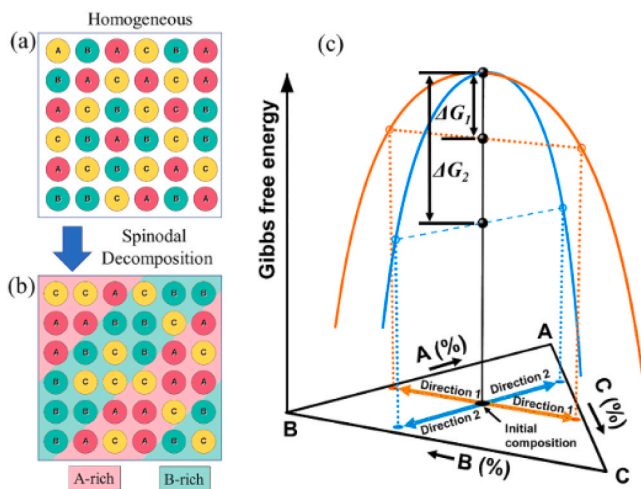 Homogeneous
(a)
A B A C B A
B B C A B A
Spinodal
Decomposition
(b)
C C A C B B
A A B B C A
A B C B A C
B C C C A A
B B A A C B
B A C A B C
A-rich
B-rich
(c)
Gibbs free energy
ΔG1
ΔG2
A
A (%)
C (%)
Direction 1
Direction 2
Direction 2
Direction 1
Initial
composition
B
B (%)
C